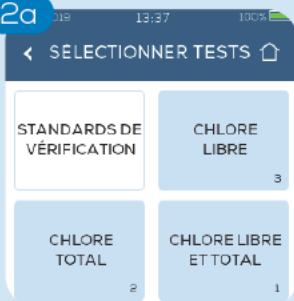 2a
019 13:37 100%
< SÉLECTIONNER TESTS
STANDARDS DE
VÉRIFICATION
CHLORE
LIBRE
3
CHLORE
TOTAL
2
CHLORE LIBRE
ET TOTAL
1